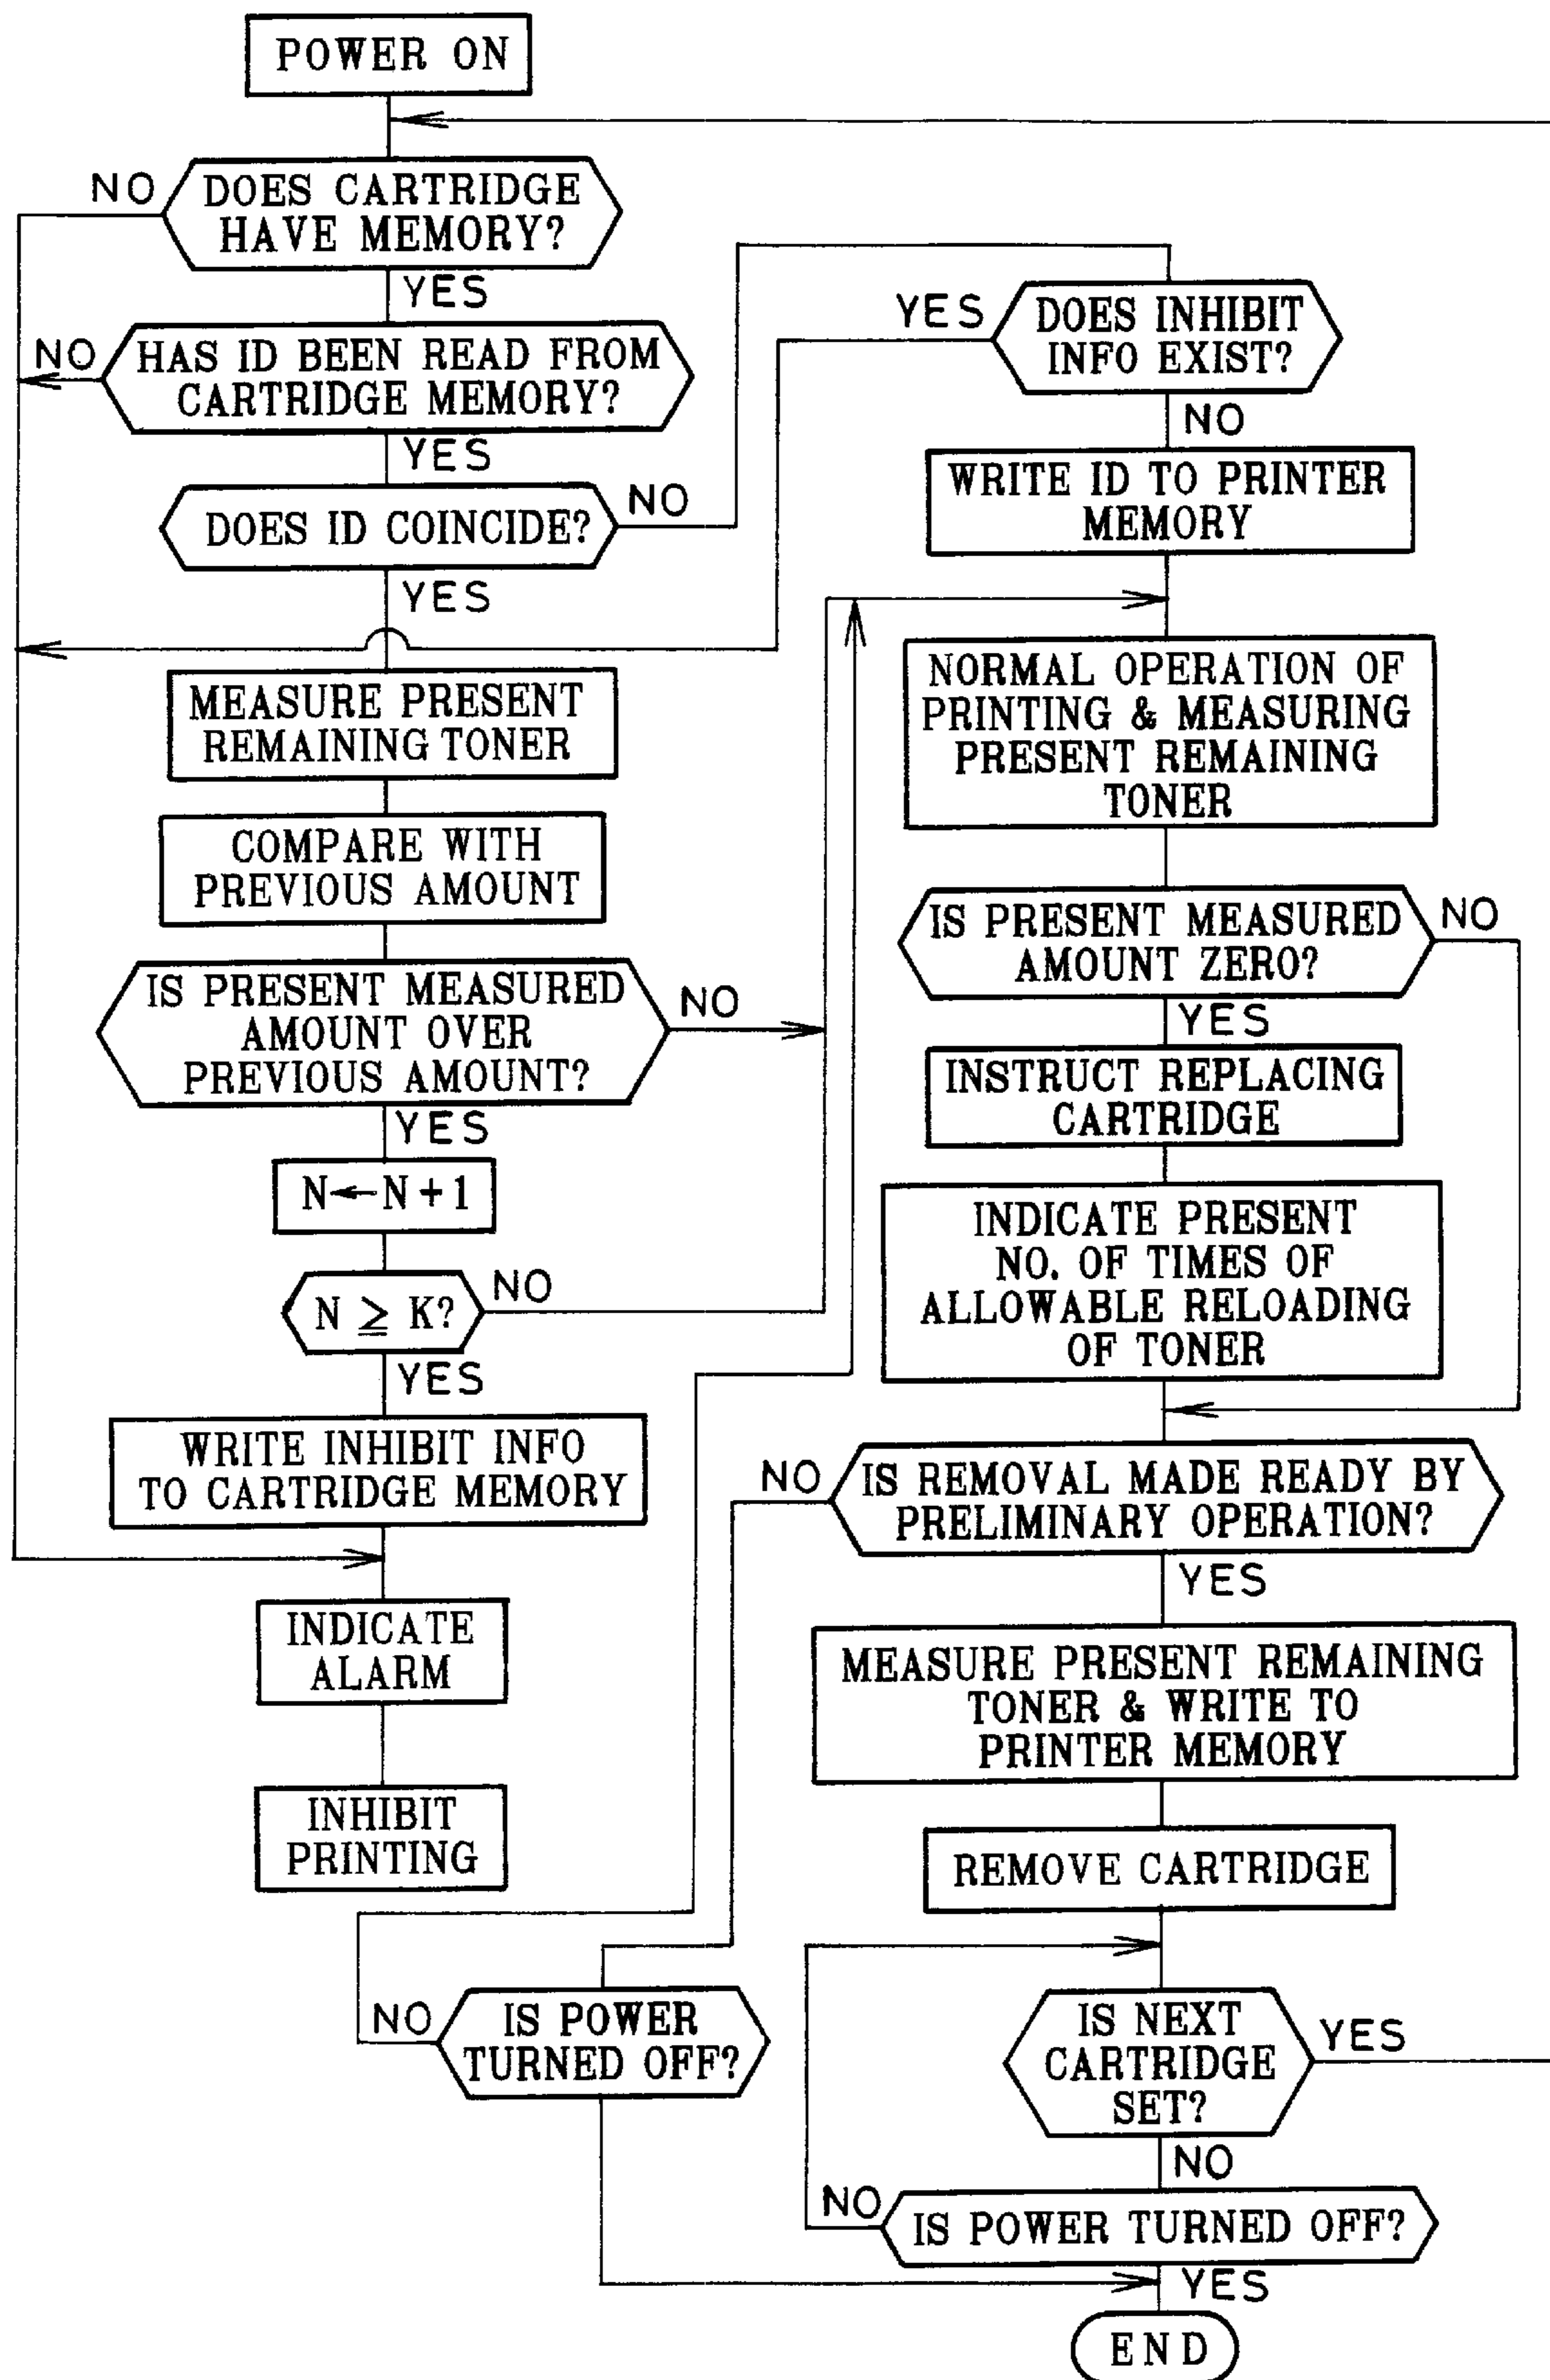 POWER ON
NO
DOES CARTRIDGE
HAVE MEMORY?
YES
NO
HAS ID BEEN READ FROM
CARTRIDGE MEMORY?
YES
DOES ID COINCIDE?
NO
YES
MEASURE PRESENT
REMAINING TONER
COMPARE WITH
PREVIOUS AMOUNT
IS PRESENT MEASURED
AMOUNT OVER
PREVIOUS AMOUNT?
NO
YES
N←N+1
N ≧ K?
NO
YES
WRITE INHIBIT INFO
TO CARTRIDGE MEMORY
INDICATE
ALARM
INHIBIT
PRINTING
YES
DOES INHIBIT
INFO EXIST?
NO
WRITE ID TO PRINTER
MEMORY
NORMAL OPERATION OF
PRINTING & MEASURING
PRESENT REMAINING
TONER
IS PRESENT MEASURED
AMOUNT ZERO?
NO
YES
INSTRUCT REPLACING
CARTRIDGE
INDICATE PRESENT
NO. OF TIMES OF
ALLOWABLE RELOADING
OF TONER
NO
IS REMOVAL MADE READY BY
PRELIMINARY OPERATION?
YES
MEASURE PRESENT REMAINING
TONER & WRITE TO
PRINTER MEMORY
REMOVE CARTRIDGE
NO
IS POWER
TURNED OFF?
IS NEXT
CARTRIDGE
SET?
YES
NO
NO
IS POWER TURNED OFF?
YES
END